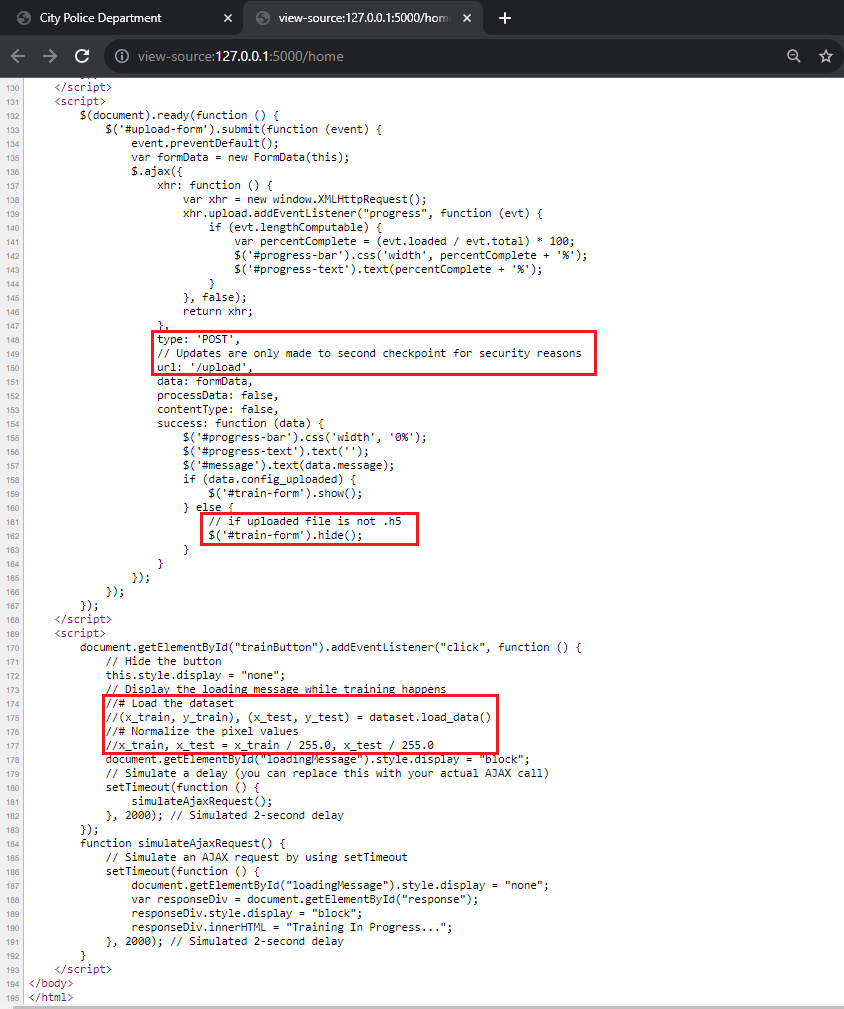 City Police Department
view-source:127.0.0.1:5000/hom
view-source:127.0.0.1:5000/home
130 </script>
131 <script>
132 $(document).ready(function () {
133 $('#upload-form').submit(function (event) {
134 event.preventDefault();
135 var formData = new FormData(this);
136 $.ajax({
137 xhr: function () {
138 var xhr = new window.XMLHttpRequest();
139 xhr.upload.addEventListener("progress", function (evt) {
140 if (evt.lengthComputable) {
141 var percentComplete = (evt.loaded / evt.total) * 100;
142 $('#progress-bar').css('width', percentComplete + '%');
143 $('#progress-text').text(percentComplete + '%');
144 }
145 }, false);
146 return xhr;
147 },
148 type: 'POST',
149 // Updates are only made to second checkpoint for security reasons
150 url: '/upload',
151 data: formData,
152 processData: false,
153 contentType: false,
154 success: function (data) {
155 $('#progress-bar').css('width', '0%');
156 $('#progress-text').text('');
157 $('#message').text(data.message);
158 if (data.config_uploaded) {
159 $('#train-form').show();
160 } else {
161 // if uploaded file is not .h5
162 $('#train-form').hide();
163 }
164 }
165 });
166 });
167 });
168 </script>
169 <script>
170 document.getElementById("trainButton").addEventListener("click", function () {
171 // Hide the button
172 this.style.display = "none";
173 // Display the loading message while training happens
174 //# Load the dataset
175 //(x_train, y_train), (x_test, y_test) = dataset.load_data()
176 //# Normalize the pixel values
177 //x_train, x_test = x_train / 255.0, x_test / 255.0
178 document.getElementById("loadingMessage").style.display = "block";
179 // Simulate a delay (you can replace this with your actual AJAX call)
180 setTimeout(function () {
181 simulateAjaxRequest();
182 }, 2000); // Simulated 2-second delay
183 });
184 function simulateAjaxRequest() {
185 // Simulate an AJAX request by using setTimeout
186 setTimeout(function () {
187 document.getElementById("loadingMessage").style.display = "none";
188 var responseDiv = document.getElementById("response");
189 responseDiv.style.display = "block";
190 responseDiv.innerHTML = "Training In Progress...";
191 }, 2000); // Simulated 2-second delay
192 }
193 </script>
194 </body>
195 </html>